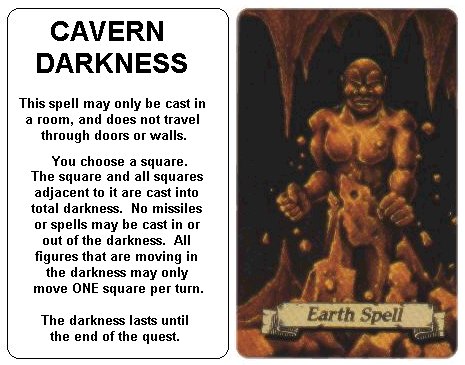 CAVERN
DARKNESS
This spell may only be cast in
a room, and does not travel
through doors or walls.
You choose a square.
The square and all squares
adjacent to it are cast into
total darkness. No missiles
or spells may be cast in or
out of the darkness. All
figures that are moving in
the darkness may only
move ONE square per turn.
The darkness lasts until
the end of the quest.
Earth Spell